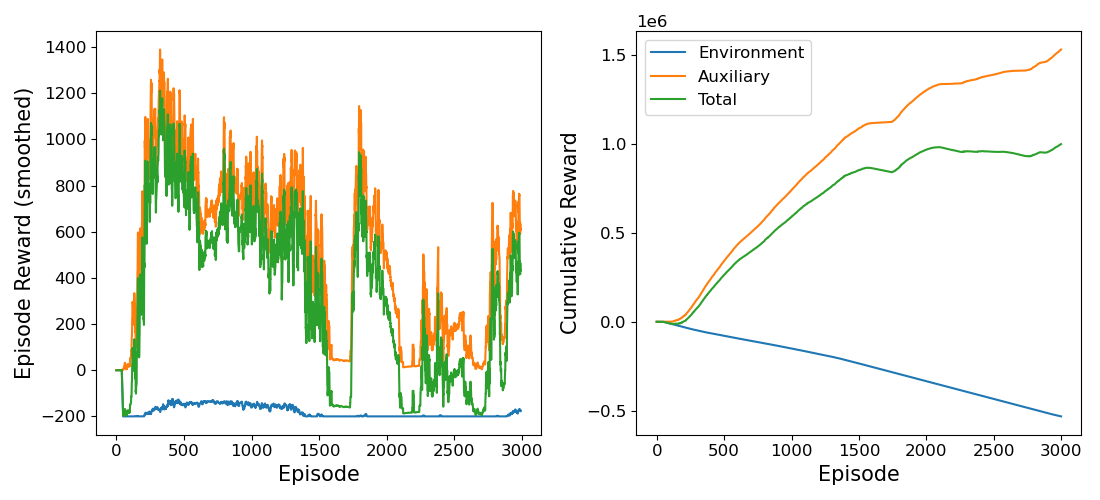 Episode Reward (smoothed)
1400
1200
1000
800
600
400
200
0
−200
0 500 1000 1500 2000 2500 3000
Episode
1e6
Cumulative Reward
1.5
1.0
0.5
0.0
−0.5
Environment
Auxiliary
Total
0 500 1000 1500 2000 2500 3000
Episode